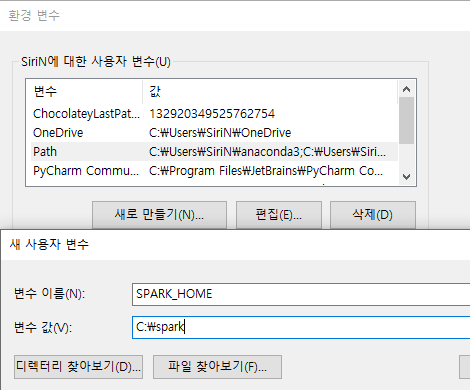 환경 변수
SiriN에 대한 사용자 변수(U)
변수 값
ChocolateyLastPat... 132920349525762754
OneDrive C:₩Users₩SiriN₩OneDrive
Path C:₩Users₩SiriN₩anaconda3;C:₩Users₩Siri...
PyCharm Commu... C:₩Program Files₩JetBrains₩PyCharm Co...
새로 만들기(N)... 편집(E)... 삭제(D)
새 사용자 변수
변수 이름(N): SPARK_HOME
변수 값(V): C:₩spark
디렉터리 찾아보기(D)... 파일 찾아보기(F)...